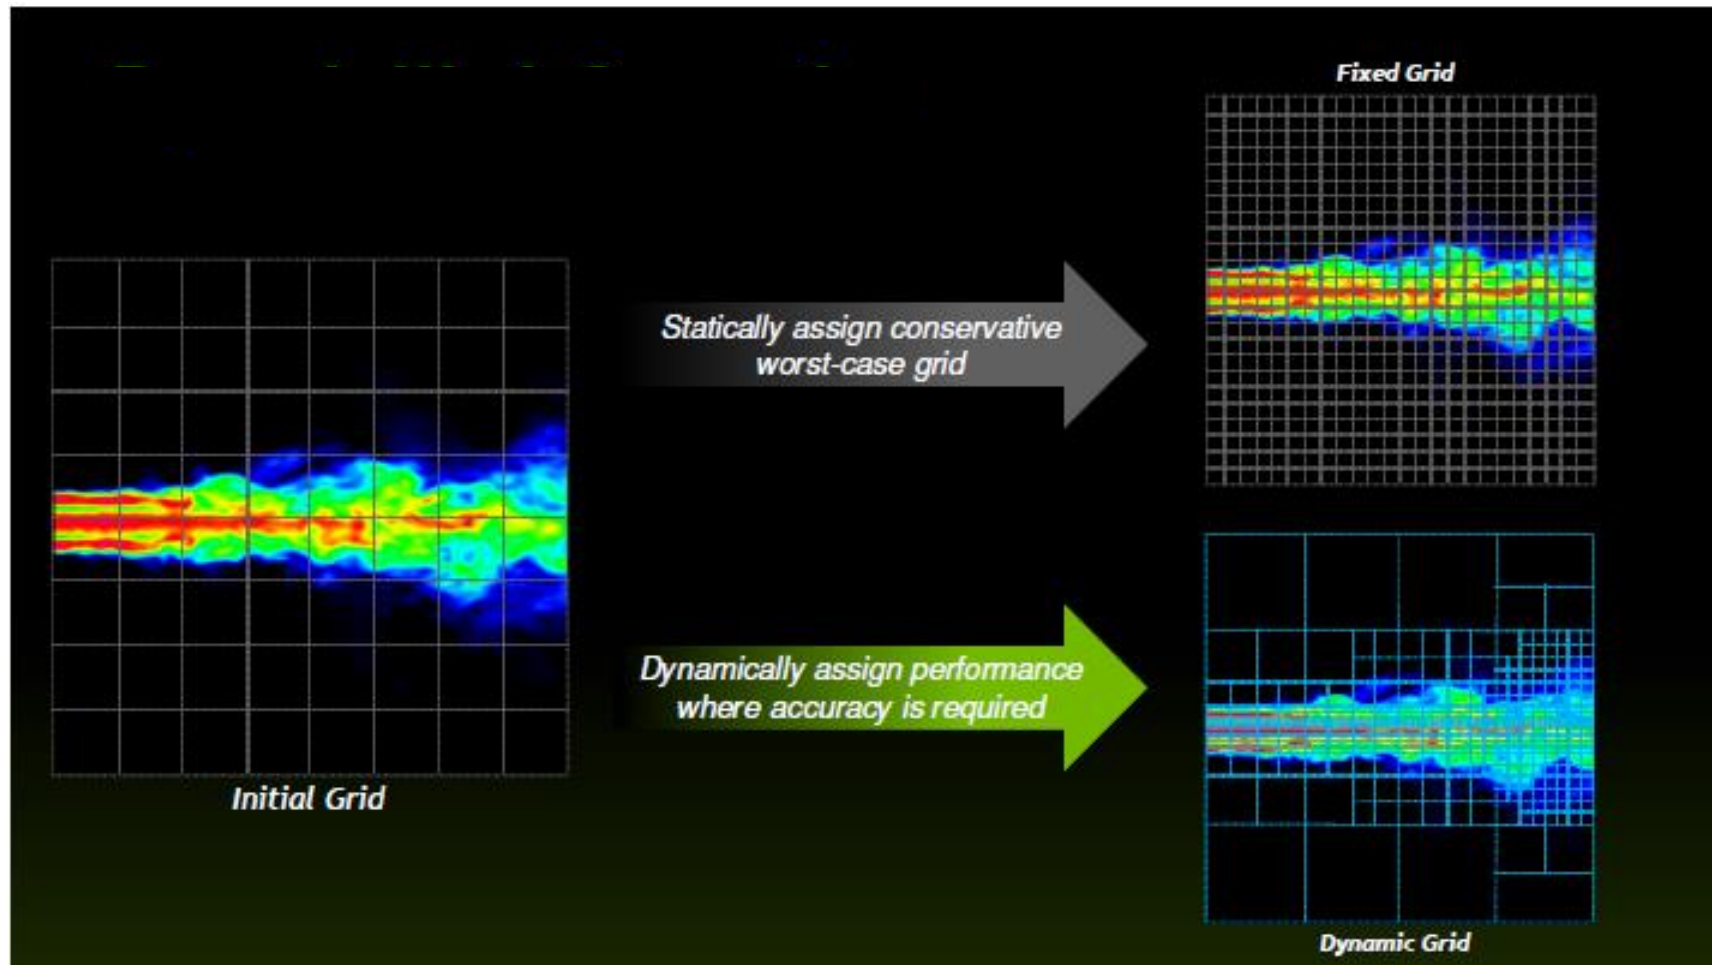 Fixed Grid
Statically assign conservative
worst-case grid
Initial Grid
Dynamically assign performance
where accuracy is required
Dynamic Grid